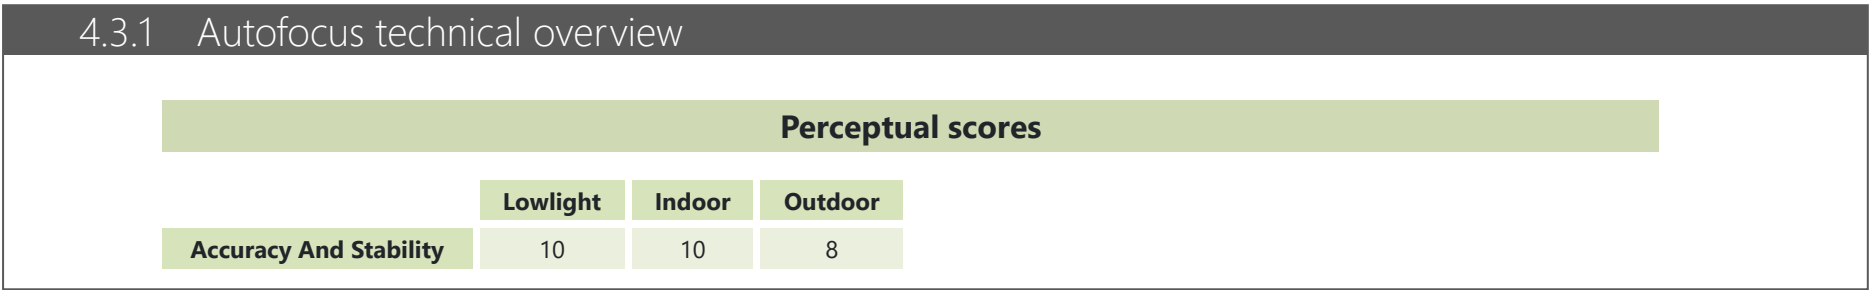 4.3.1 Autofocus technical overview
Perceptual scores
Lowlight Indoor Outdoor
Accuracy And Stability 10 10 8